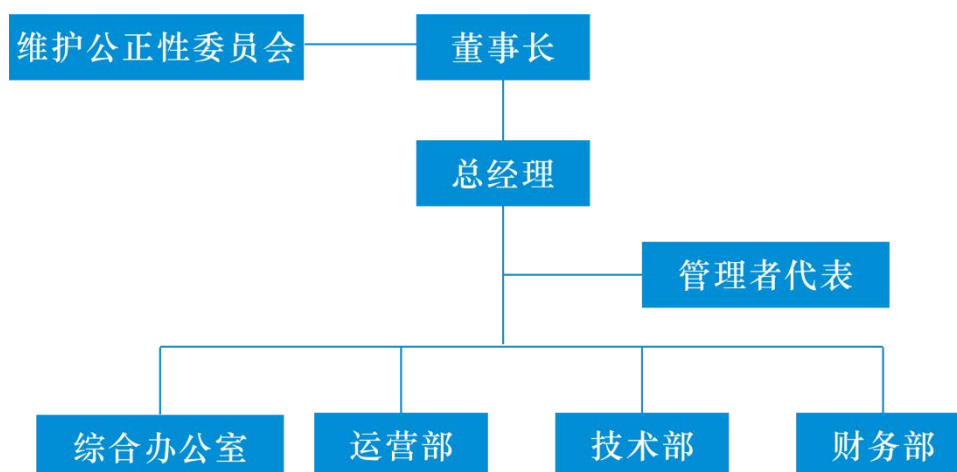 维护公正性委员会
董事长
总经理
管理者代表
综合办公室
运营部
技术部
财务部